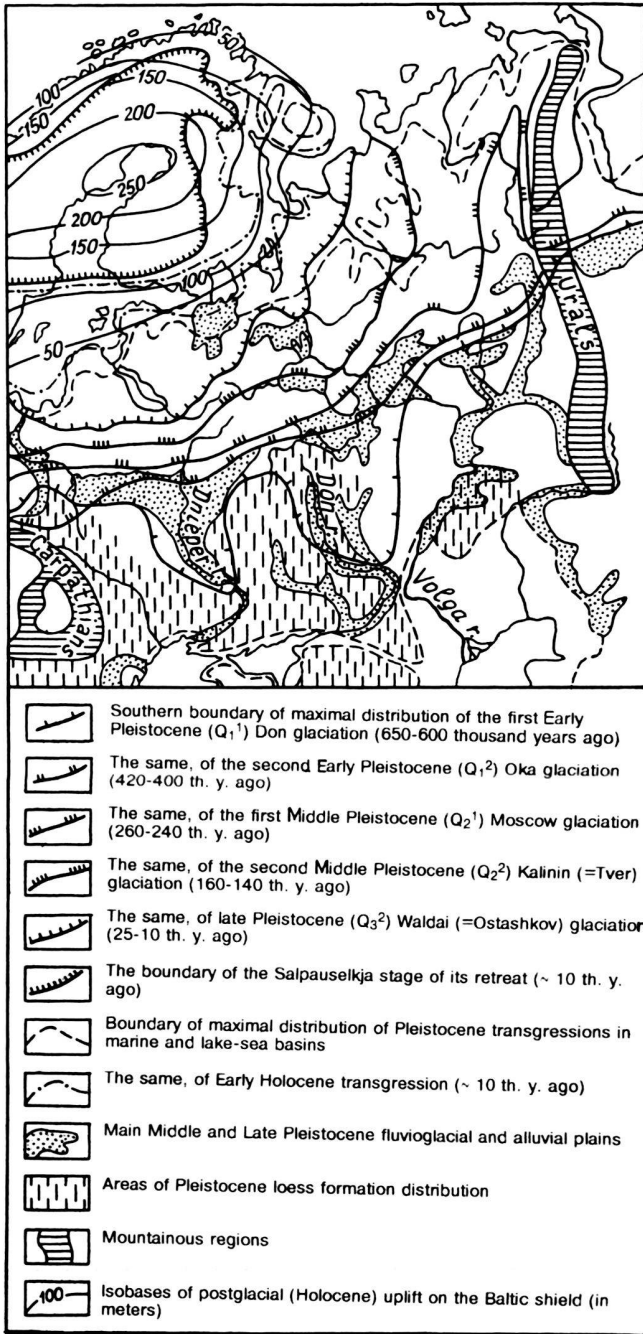 50
100
150
150
200
250
200
150
100
50
Urals
Dnieper
Don r.
Volga r.
Carpathians
Southern boundary of maximal distribution of the first Early
Pleistocene (Q₁¹) Don glaciation (650-600 thousand years ago)
The same, of the second Early Pleistocene (Q₁²) Oka glaciation
(420-400 th. y. ago)
The same, of the first Middle Pleistocene (Q₂¹) Moscow glaciation
(260-240 th. y. ago)
The same, of the second Middle Pleistocene (Q₂²) Kalinin (=Tver)
glaciation (160-140 th. y. ago)
The same, of late Pleistocene (Q₃²) Waldai (=Ostashkov) glaciation
(25-10 th. y. ago)
The boundary of the Salpauselkja stage of its retreat (~ 10 th. y.
ago)
Boundary of maximal distribution of Pleistocene transgressions in
marine and lake-sea basins
The same, of Early Holocene transgression (~ 10 th. y. ago)
Main Middle and Late Pleistocene fluvioglacial and alluvial plains
Areas of Pleistocene loess formation distribution
Mountainous regions
100
Isobases of postglacial (Holocene) uplift on the Baltic shield (in
meters)